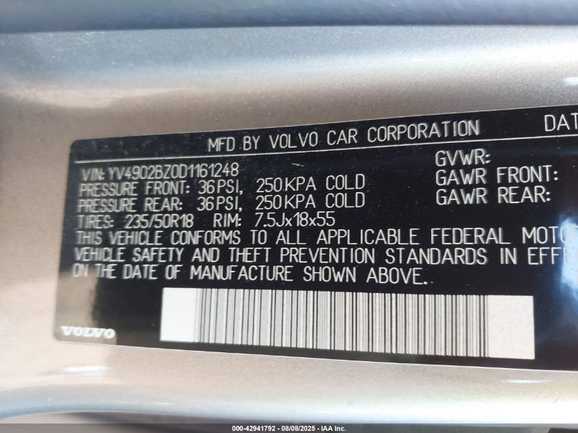 MFD BY VOLVO CAR CORPORATION DAT
VIN: YV4902BZ0D1161248 GVWR:
PRESSURE FRONT: 36PSI, 250KPA COLD GAWR FRONT:
PRESSURE REAR: 36PSI, 250KPA COLD GAWR REAR:
TIRES: 235/50R18 RIM: 7.5Jx18x55
THIS VEHICLE CONFORMS TO ALL APPLICABLE FEDERAL MOTO
VEHICLE SAFETY AND THEFT PREVENTION STANDARDS IN EFFE
ON THE DATE OF MANUFACTURE SHOWN ABOVE.
VOLVO
000-42941792 - 08/08/2025 - IAA Inc.